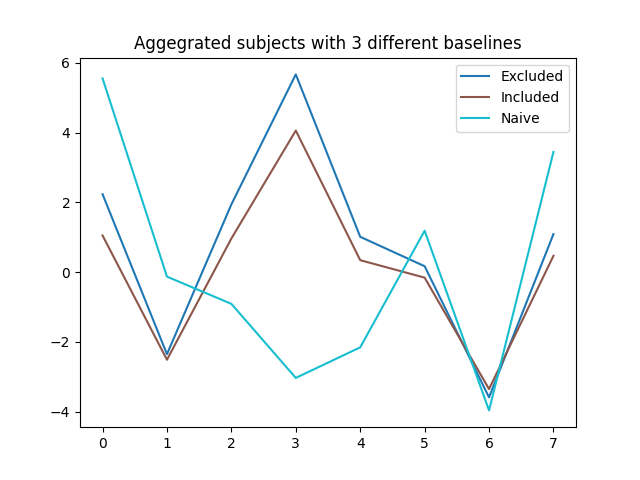 Aggegrated subjects with 3 different baselines
Excluded
Included
Naive
6
4
2
0
−2
−4
0 1 2 3 4 5 6 7